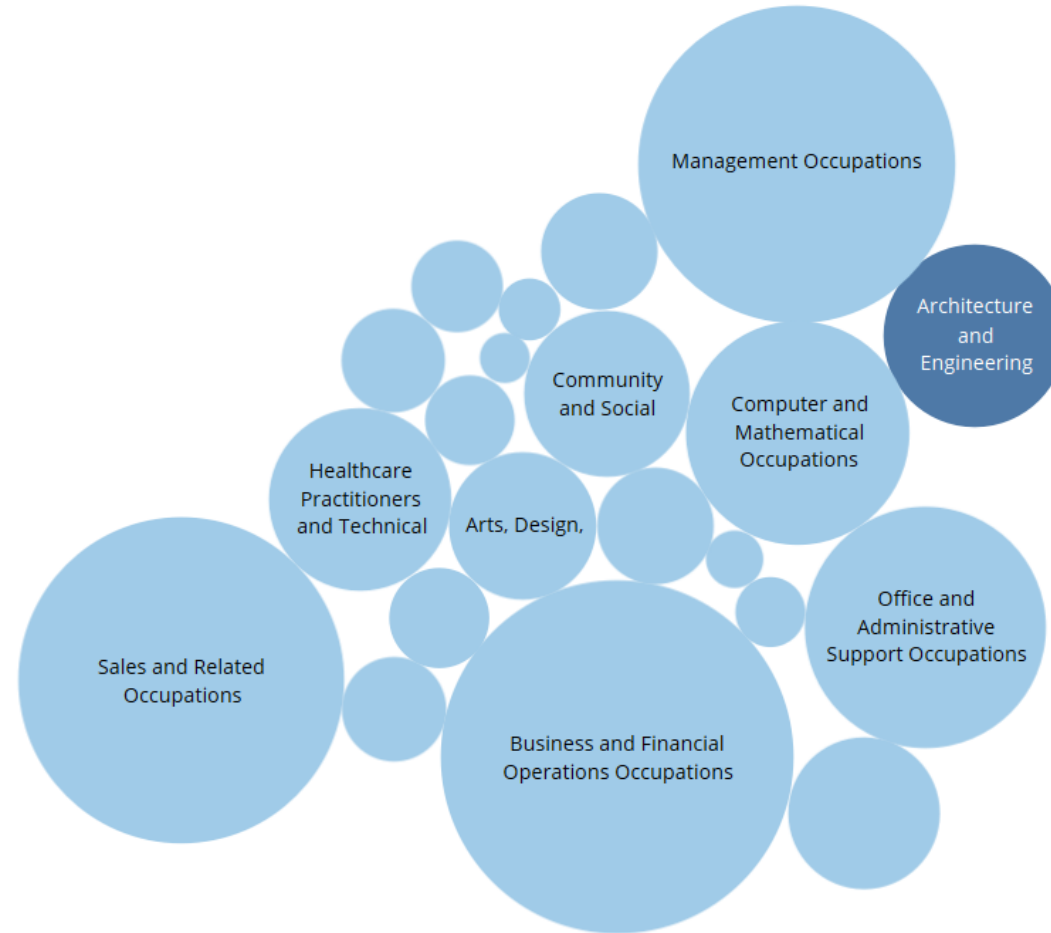 Management Occupations
Architecture
and
Engineering
Community
and Social
Computer and
Mathematical
Occupations
Healthcare
Practitioners
and Technical
Arts, Design,
Office and
Administrative
Support Occupations
Sales and Related
Occupations
Business and Financial
Operations Occupations